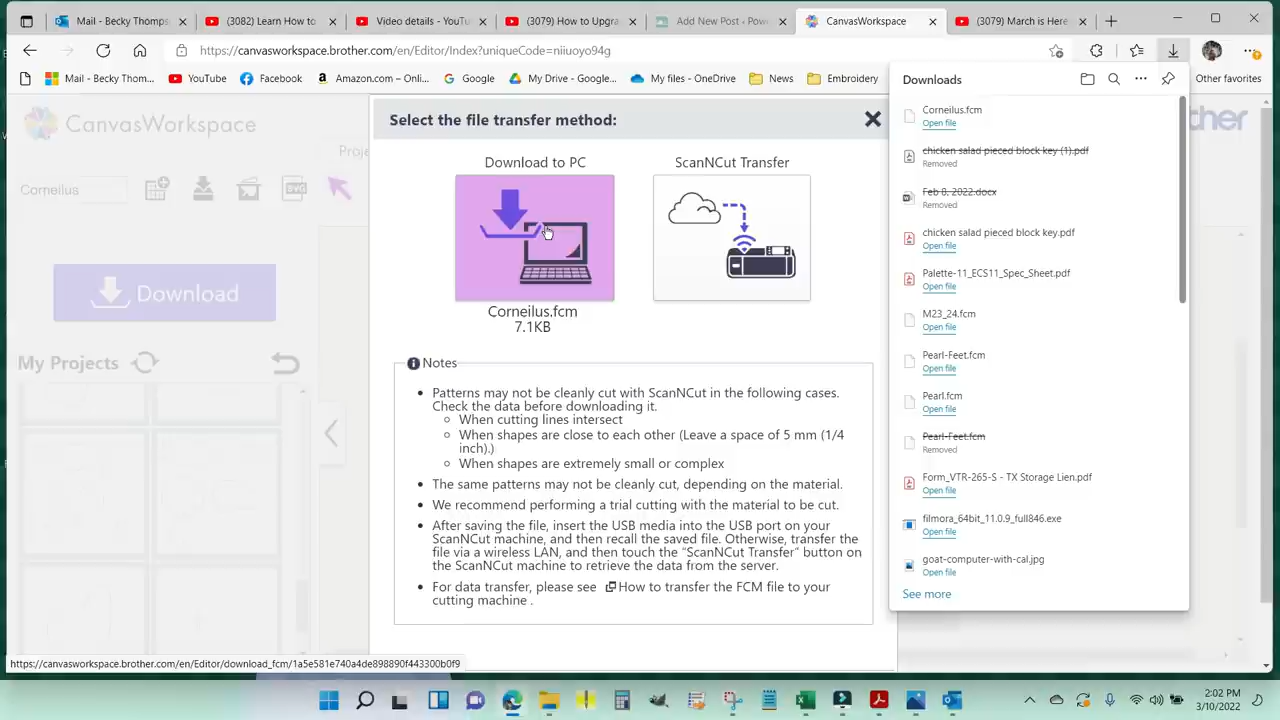 Mail - Becky Thomps
(3082) Learn How to
Video details - YouTu
(3079) How to Upgra
Add New Post ‹ Pow
CanvasWorkspace
(3079) March is Here
https://canvasworkspace.brother.com/en/Editor/Index?uniqueCode=niiuoyo94g
Mail - Becky Thom...
YouTube
Facebook
Amazon.com – Onli...
Google
My Drive - Google...
My files - OneDrive
News
Embroidery
Other favorites
CanvasWorkspace
Proje
Cornelius
SVG
Download
My Projects
Select the file transfer method:
Download to PC
ScanNCut Transfer
Corneilus.fcm
7.1KB
Notes
Patterns may not be cleanly cut with ScanNCut in the following cases.
Check the data before downloading it.
When cutting lines intersect
When shapes are close to each other (Leave a space of 5 mm (1/4
inch).)
When shapes are extremely small or complex
The same patterns may not be cleanly cut, depending on the material.
We recommend performing a trial cutting with the material to be cut.
After saving the file, insert the USB media into the USB port on your
ScanNCut machine, and then recall the saved file. Otherwise, transfer the
file via a wireless LAN, and then touch the "ScanNCut Transfer" button on
the ScanNCut machine to retrieve the data from the server.
For data transfer, please see How to transfer the FCM file to your
cutting machine .
Downloads
Corneilus.fcm
Open file
chicken salad pieced block key (1).pdf
Removed
Feb 8, 2022.docx
Removed
chicken salad pieced block key.pdf
Open file
Palette-11_ECS11_Spec_Sheet.pdf
Open file
M23_24.fcm
Open file
Pearl-Feet.fcm
Open file
Pearl.fcm
Open file
Pearl-Feet.fcm
Removed
Form_VTR-265-S - TX Storage Lien.pdf
Open file
filmora_64bit_11.0.9_full846.exe
Open file
goat-computer-with-cal.jpg
Open file
See more
ther
https://canvasworkspace.brother.com/en/Editor/download_fcm/1a5e581e740a4de898890f443300b0f9
2:02 PM
3/10/2022